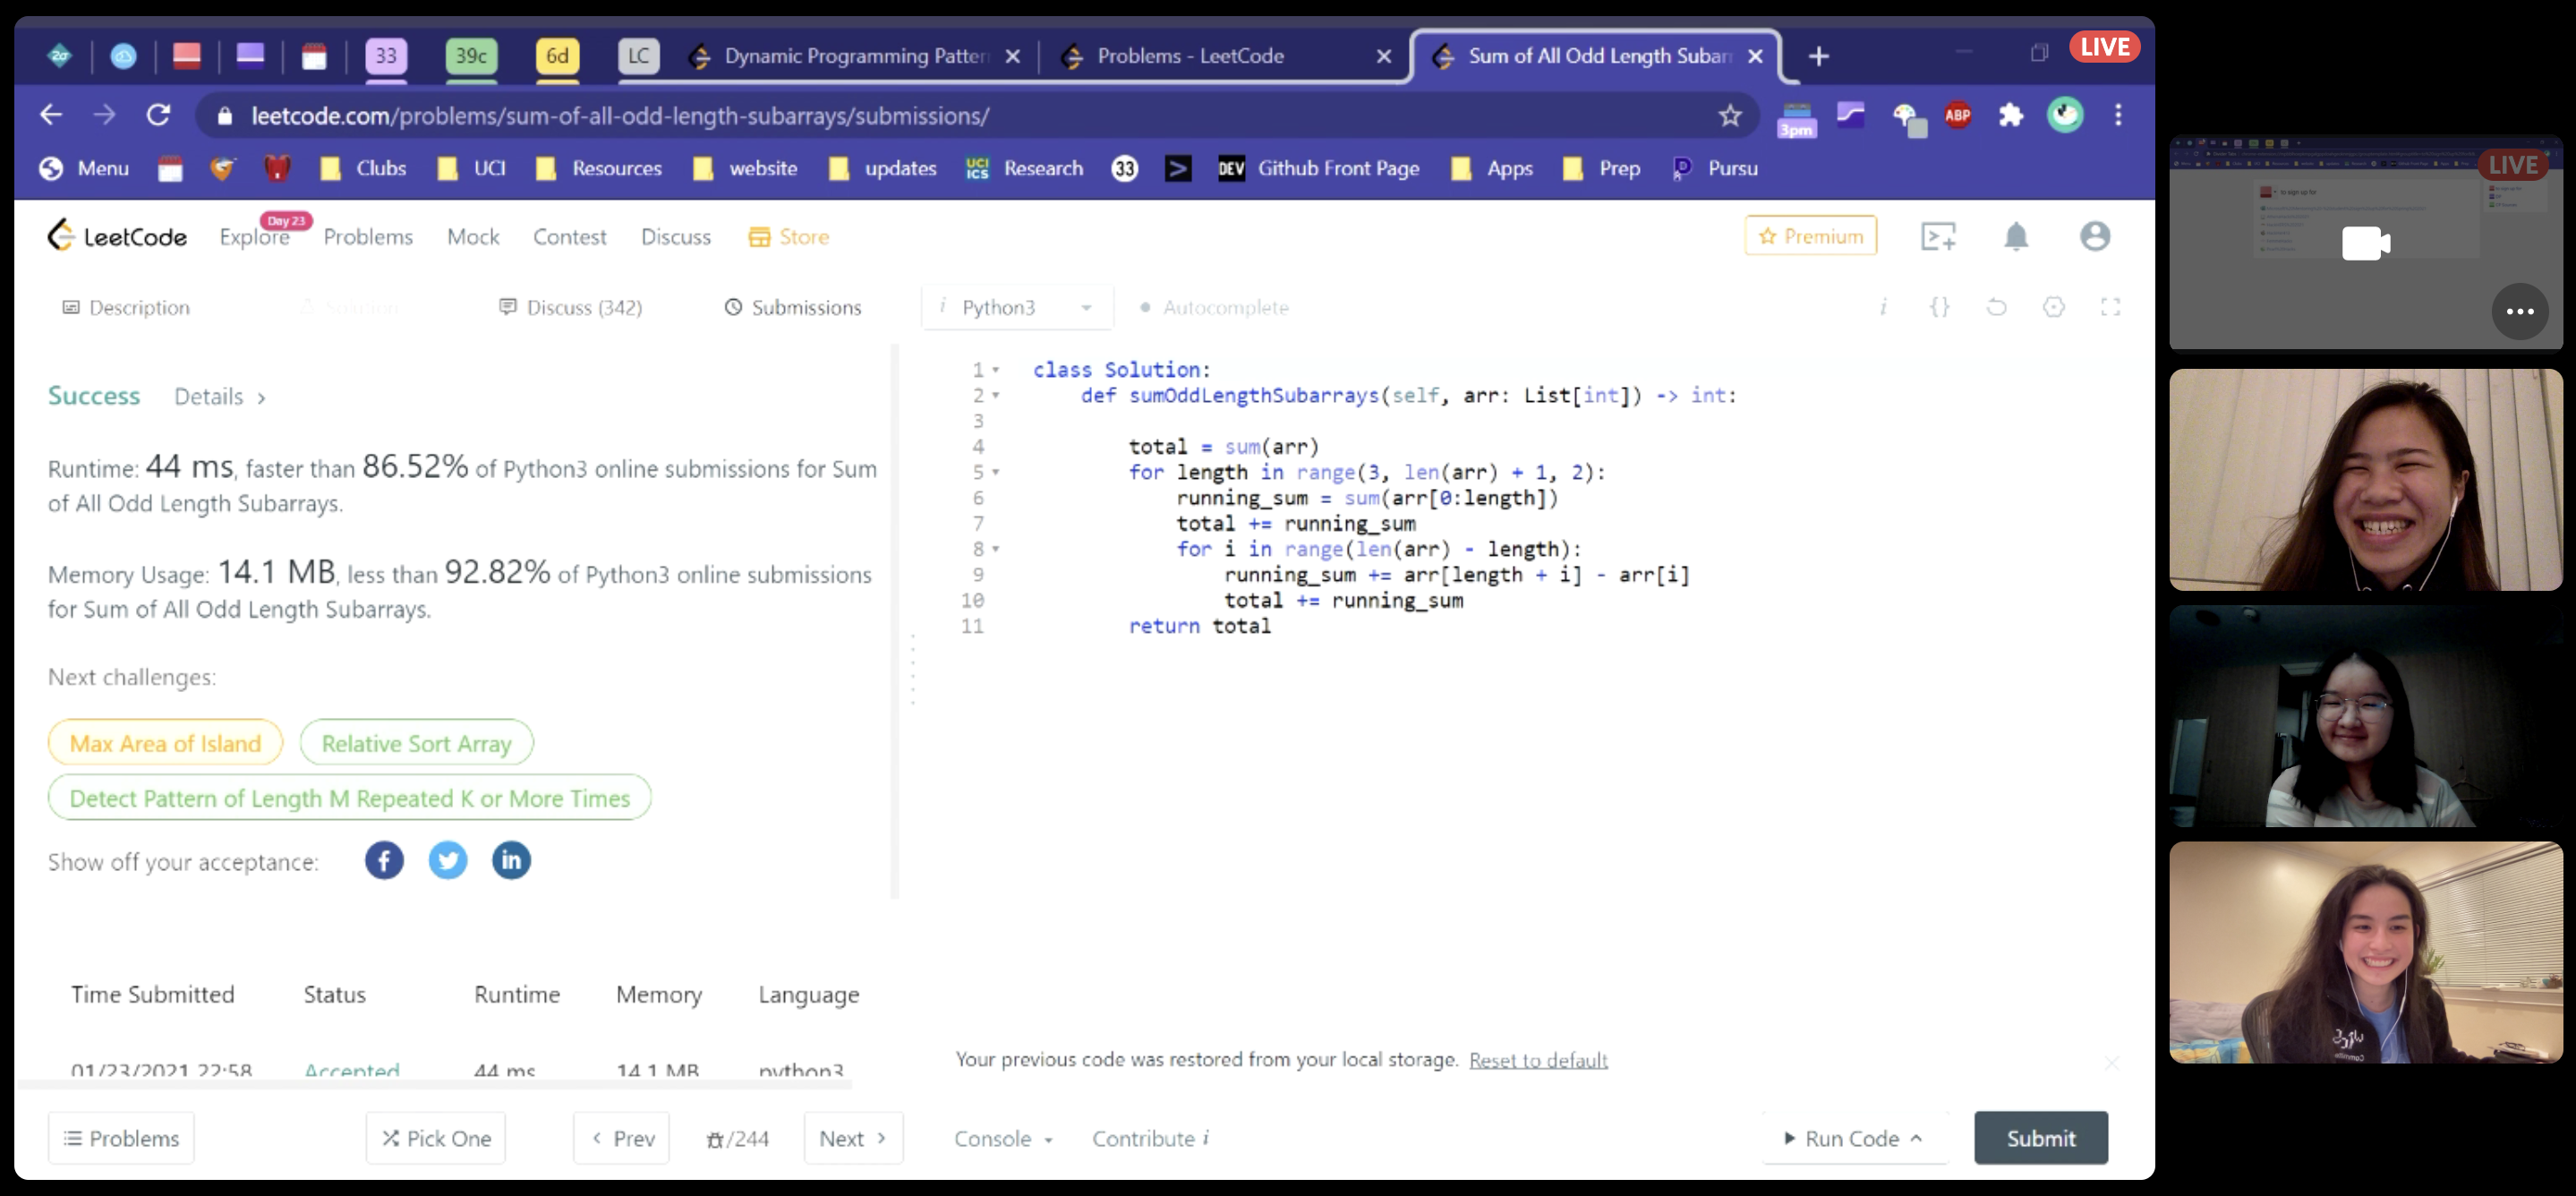 33
39c
6d
LC
Dynamic Programming Patter
Problems - LeetCode
Sum of All Odd Length Subar
LIVE
leetcode.com/problems/sum-of-all-odd-length-subarrays/submissions/
3pm
ABP
Menu
Clubs
UCI
Resources
website
updates
UCI ICS
Research
33
>
DEV
Github Front Page
Apps
Prep
Pursu
LIVE
LeetCode
Explore
Day 23
Problems
Mock
Contest
Discuss
Store
Premium
Description
Solution
Discuss (342)
Submissions
i Python3
Autocomplete
i {}
Success Details >
Runtime: 44 ms, faster than 86.52% of Python3 online submissions for Sum
of All Odd Length Subarrays.
Memory Usage: 14.1 MB, less than 92.82% of Python3 online submissions
for Sum of All Odd Length Subarrays.
Next challenges:
Max Area of Island
Relative Sort Array
Detect Pattern of Length M Repeated K or More Times
Show off your acceptance:
Time Submitted Status Runtime Memory Language
01/23/2021 22:58 Accepted 44 ms 14.1 MB python3
1 class Solution:
2 def sumOddLengthSubarrays(self, arr: List[int]) -> int:
3
4 total = sum(arr)
5 for length in range(3, len(arr) + 1, 2):
6 running_sum = sum(arr[0:length])
7 total += running_sum
8 for i in range(len(arr) - length):
9 running_sum += arr[length + i] - arr[i]
10 total += running_sum
11 return total
Your previous code was restored from your local storage. Reset to default
Problems
Pick One
Prev
/244
Next
Console
Contribute i
Run Code
Submit